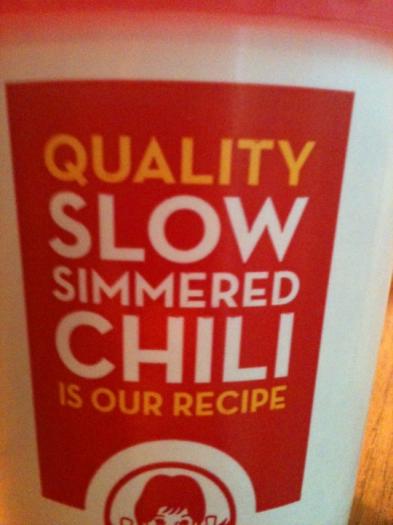 QUALITY
SLOW
SIMMERED
CHILI
IS OUR RECIPE